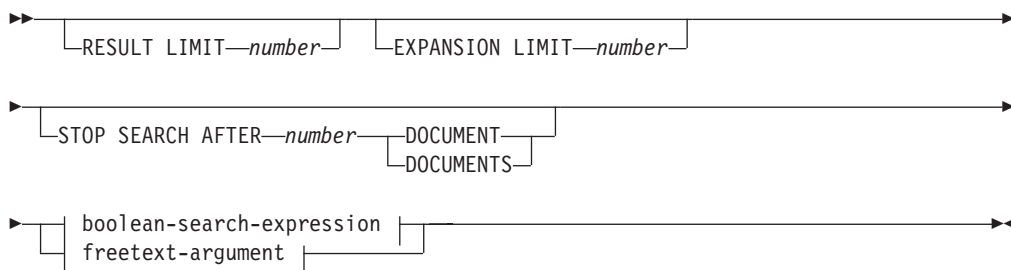 RESULT LIMIT number EXPANSION LIMIT number
STOP SEARCH AFTER number DOCUMENT
DOCUMENTS
boolean-search-expression
freetext-argument